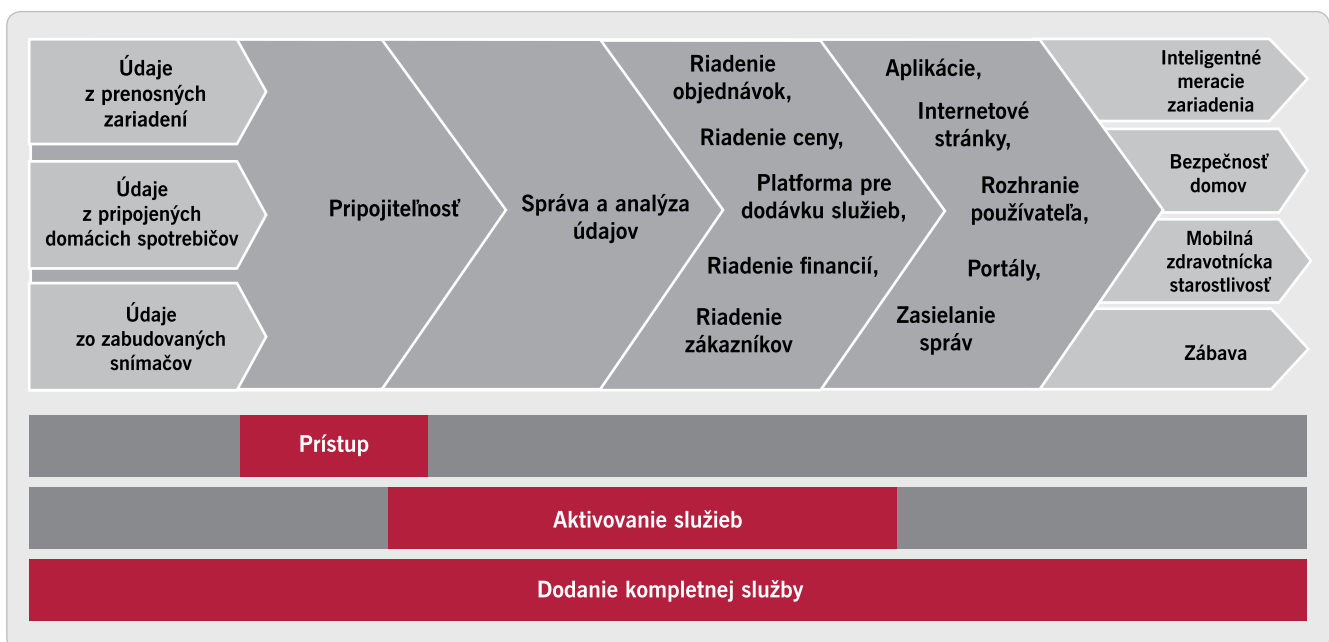 Údaje
z prenosných
zariadení
Údaje
z pripojených
domácich spotrebičov
Údaje
zo zabudovaných
snímačov
Pripojiteľnosť
Správa a analýza
údajov
Riadenie
objednávok,
Riadenie ceny,
Platforma pre
dodávku služieb,
Riadenie financií,
Riadenie
zákazníkov
Aplikácie,
Internetové
stránky,
Rozhranie
používateľa,
Portály,
Zasielanie
správ
Inteligentné
meracie
zariadenia
Bezpečnosť
domov
Mobilná
zdravotnícka
starostlivosť
Zábava
Prístup
Aktivovanie služieb
Dodanie kompletnej služby